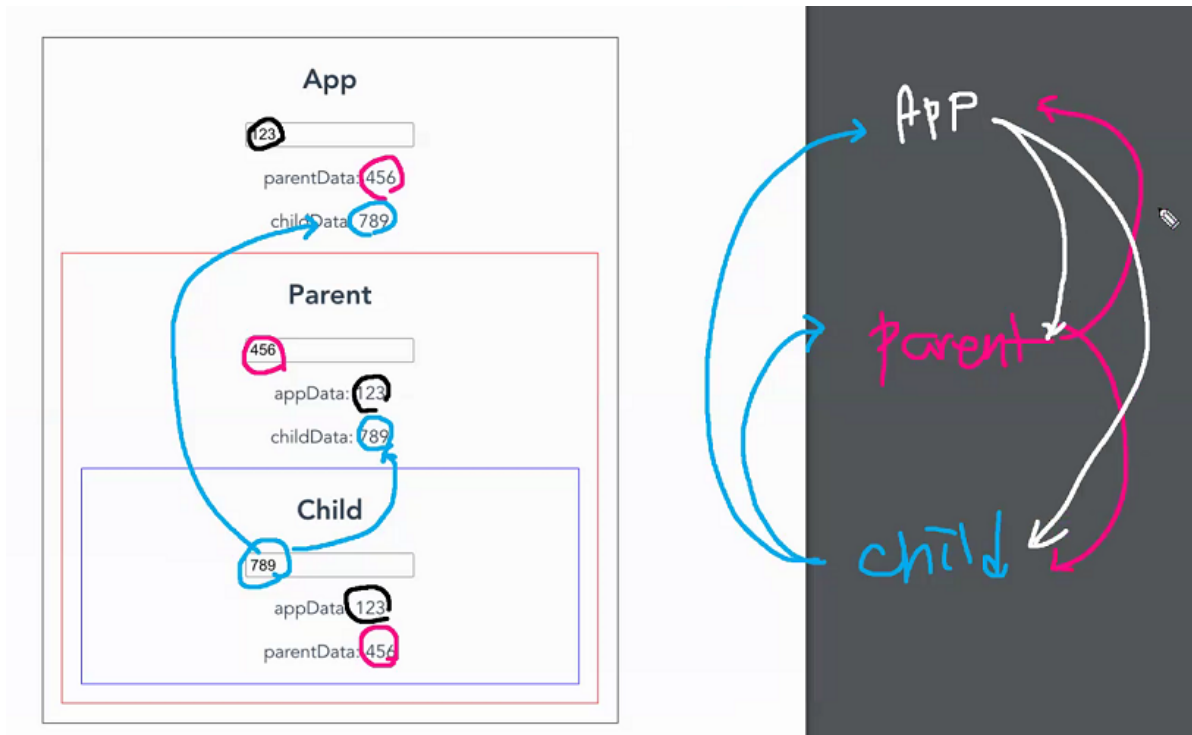 App
123
parentData: 456
childData: 789
Parent
456
appData: 123
childData: 789
Child
789
appData: 123
parentData: 456
App
parent
child